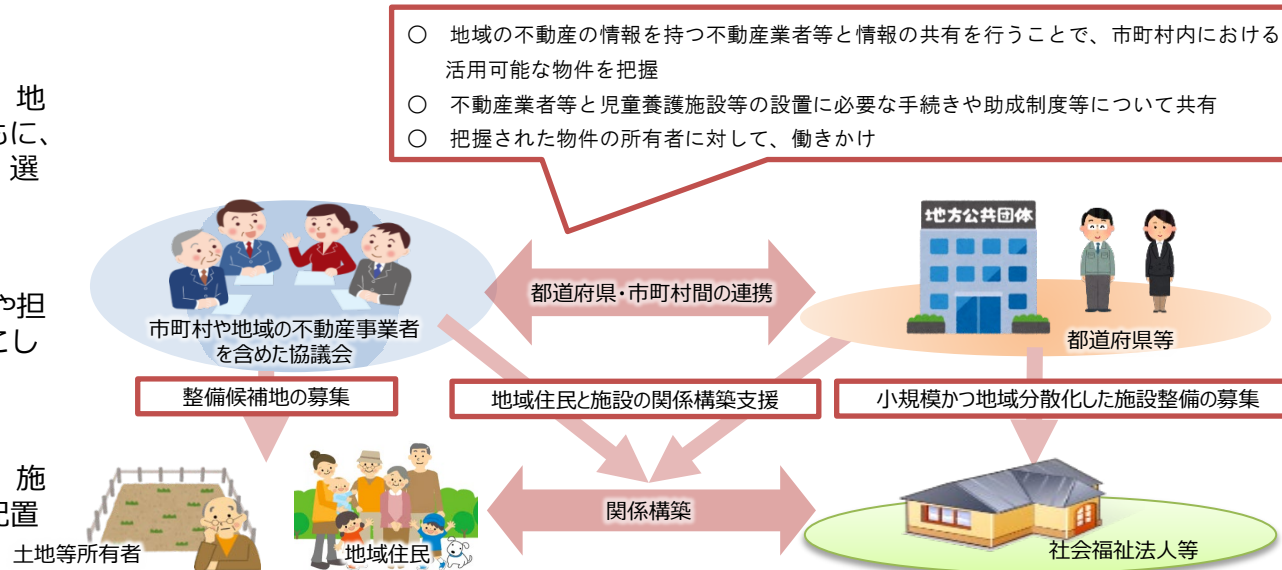 ○ 地域の不動産の情報を持つ不動産業者等と情報の共有を行うことで、市町村内における
活用可能な物件を把握
○ 不動産業者等と児童養護施設等の設置に必要な手続きや助成制度等について共有
○ 把握された物件の所有者に対して、働きかけ
地
もに、
選
や担
こし
施
配置
地方公共団体
都道府県・市町村間の連携
市町村や地域の不動産事業者
を含めた協議会
都道府県等
整備候補地の募集
地域住民と施設の関係構築支援
小規模かつ地域分散化した施設整備の募集
関係構築
土地等所有者
地域住民
社会福祉法人等